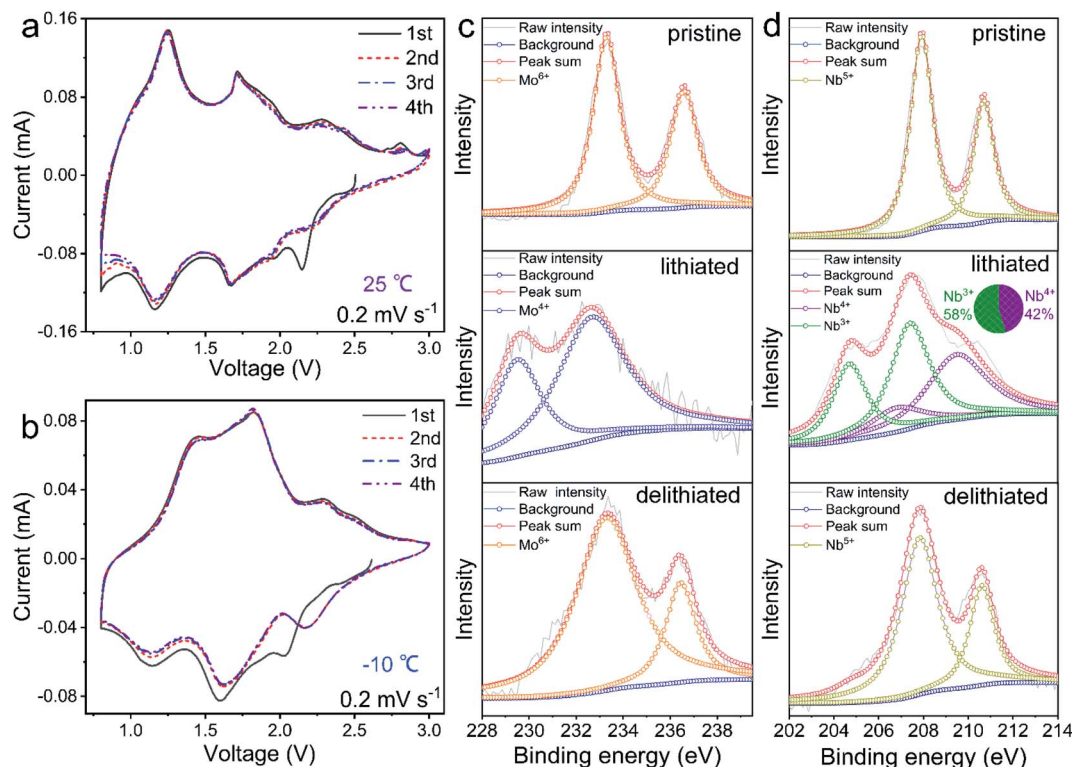 a
0.16
0.08
0.00
-0.08
-0.16
Current (mA)
1st
2nd
3rd
4th
25 ℃
0.2 mV s⁻¹
1.0 1.5 2.0 2.5 3.0
Voltage (V)
b
0.08
0.04
0.00
-0.04
-0.08
Current (mA)
1st
2nd
3rd
4th
-10 ℃
0.2 mV s⁻¹
1.0 1.5 2.0 2.5 3.0
Voltage (V)
c
Raw intensity
Background
Peak sum
Mo⁶⁺
pristine
Intensity
Raw intensity
Background
Peak sum
Mo⁴⁺
lithiated
Intensity
Raw intensity
Background
Peak sum
Mo⁶⁺
delithiated
Intensity
228 230 232 234 236 238
Binding energy (eV)
d
Raw intensity
Background
Peak sum
Nb⁵⁺
pristine
Intensity
Raw intensity
Background
Peak sum
Nb⁴⁺
Nb³⁺
lithiated
Nb³⁺
58%
Nb⁴⁺
42%
Intensity
Raw intensity
Background
Peak sum
Nb⁵⁺
delithiated
Intensity
202 204 206 208 210 212 214
Binding energy (eV)